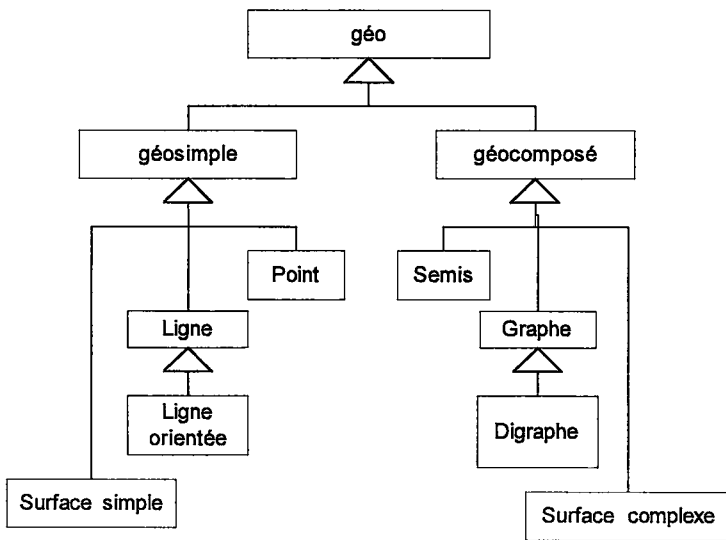 géo
géosimple
géocomposé
Point
Semis
Ligne
Graphe
Ligne
orientée
Digraphe
Surface simple
Surface complexe